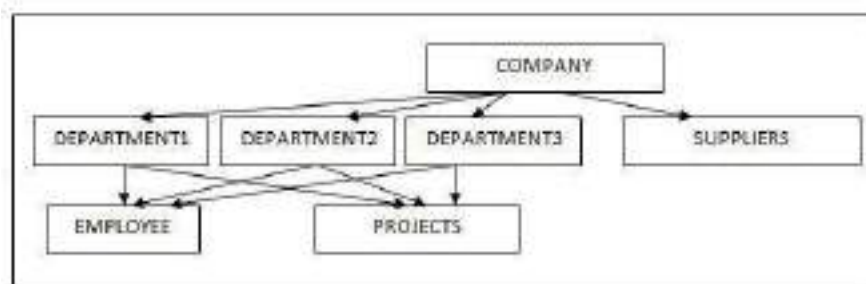 COMPANY
DEPARTMENT1 DEPARTMENT2 DEPARTMENT3 SUPPLIERS
EMPLOYEE PROJECTS